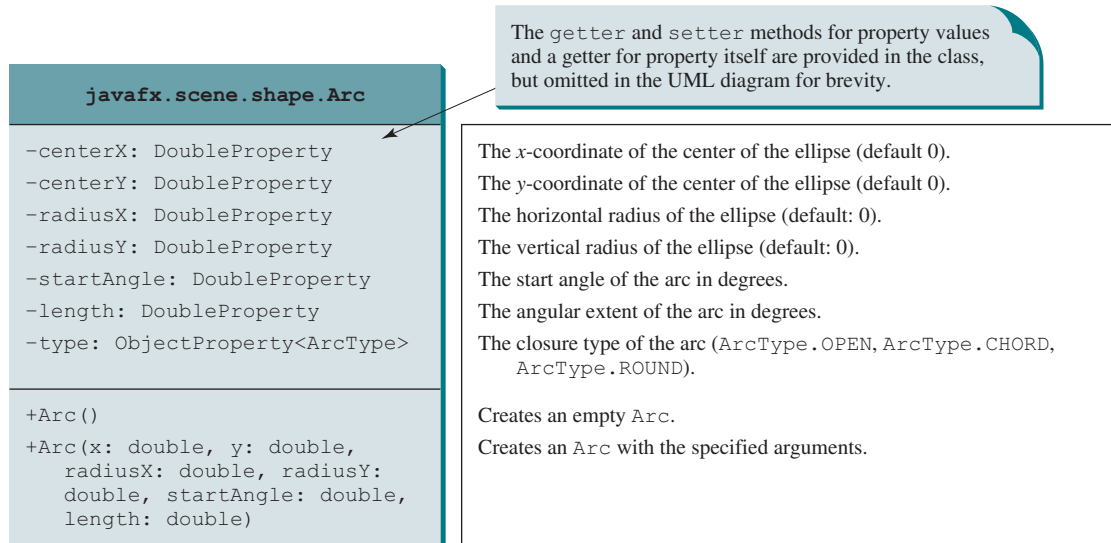 The getter and setter methods for property values
and a getter for property itself are provided in the class,
but omitted in the UML diagram for brevity.
javafx.scene.shape.Arc
-centerX: DoubleProperty
The x-coordinate of the center of the ellipse (default 0).
-centerY: DoubleProperty
The y-coordinate of the center of the ellipse (default 0).
-radiusX: DoubleProperty
The horizontal radius of the ellipse (default: 0).
-radiusY: DoubleProperty
The vertical radius of the ellipse (default: 0).
-startAngle: DoubleProperty
The start angle of the arc in degrees.
-length: DoubleProperty
The angular extent of the arc in degrees.
-type: ObjectProperty<ArcType>
The closure type of the arc (ArcType.OPEN, ArcType.CHORD,
ArcType.ROUND).
+Arc()
Creates an empty Arc.
+Arc(x: double, y: double,
radiusX: double, radiusY:
double, startAngle: double,
length: double)
Creates an Arc with the specified arguments.